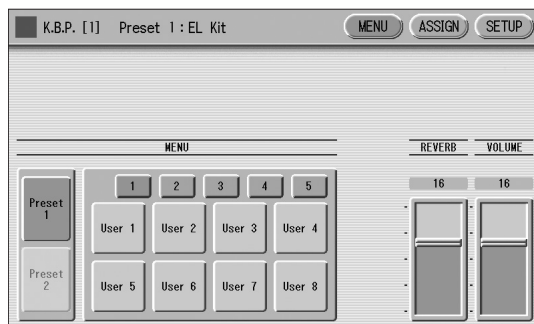 K.B.P. [1] Preset 1 : EL Kit MENU ASSIGN SETUP
MENU REVERB VOLUME
16 16
1 2 3 4 5
Preset 1
User 1 User 2 User 3 User 4
Preset 2
User 5 User 6 User 7 User 8